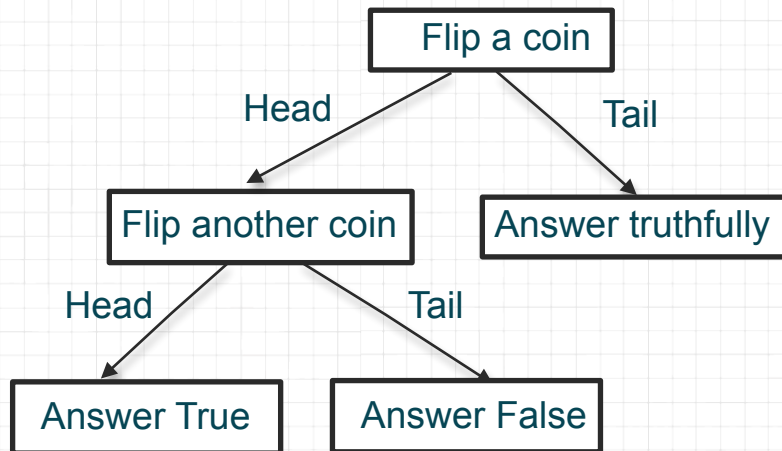 Flip a coin
Head
Tail
Flip another coin
Answer truthfully
Head
Tail
Answer True
Answer False